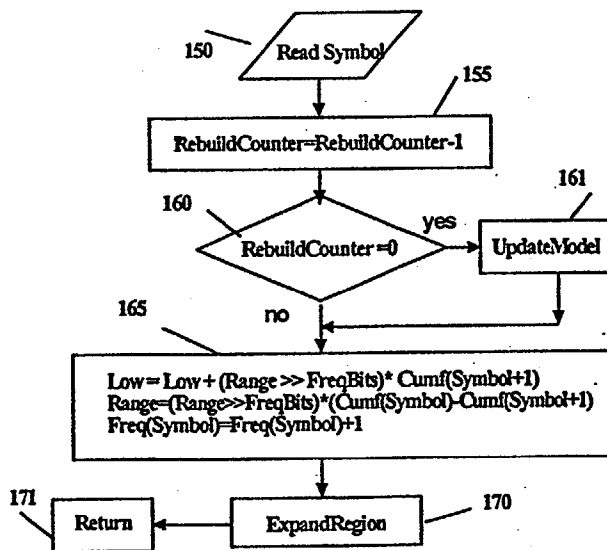 150
Read Symbol
155
RebuildCounter=RebuildCounter-1
160
RebuildCounter=0
yes
161
UpdateModel
no
165
Low= Low + (Range >> FreqBits)* Cumf(Symbol+1)
Range=(Range>>FreqBits)*(Cumf(Symbol)-Cumf(Symbol+1)
Freq(Symbol)=Freq(Symbol)+1
171
Return
ExpandRegion
170